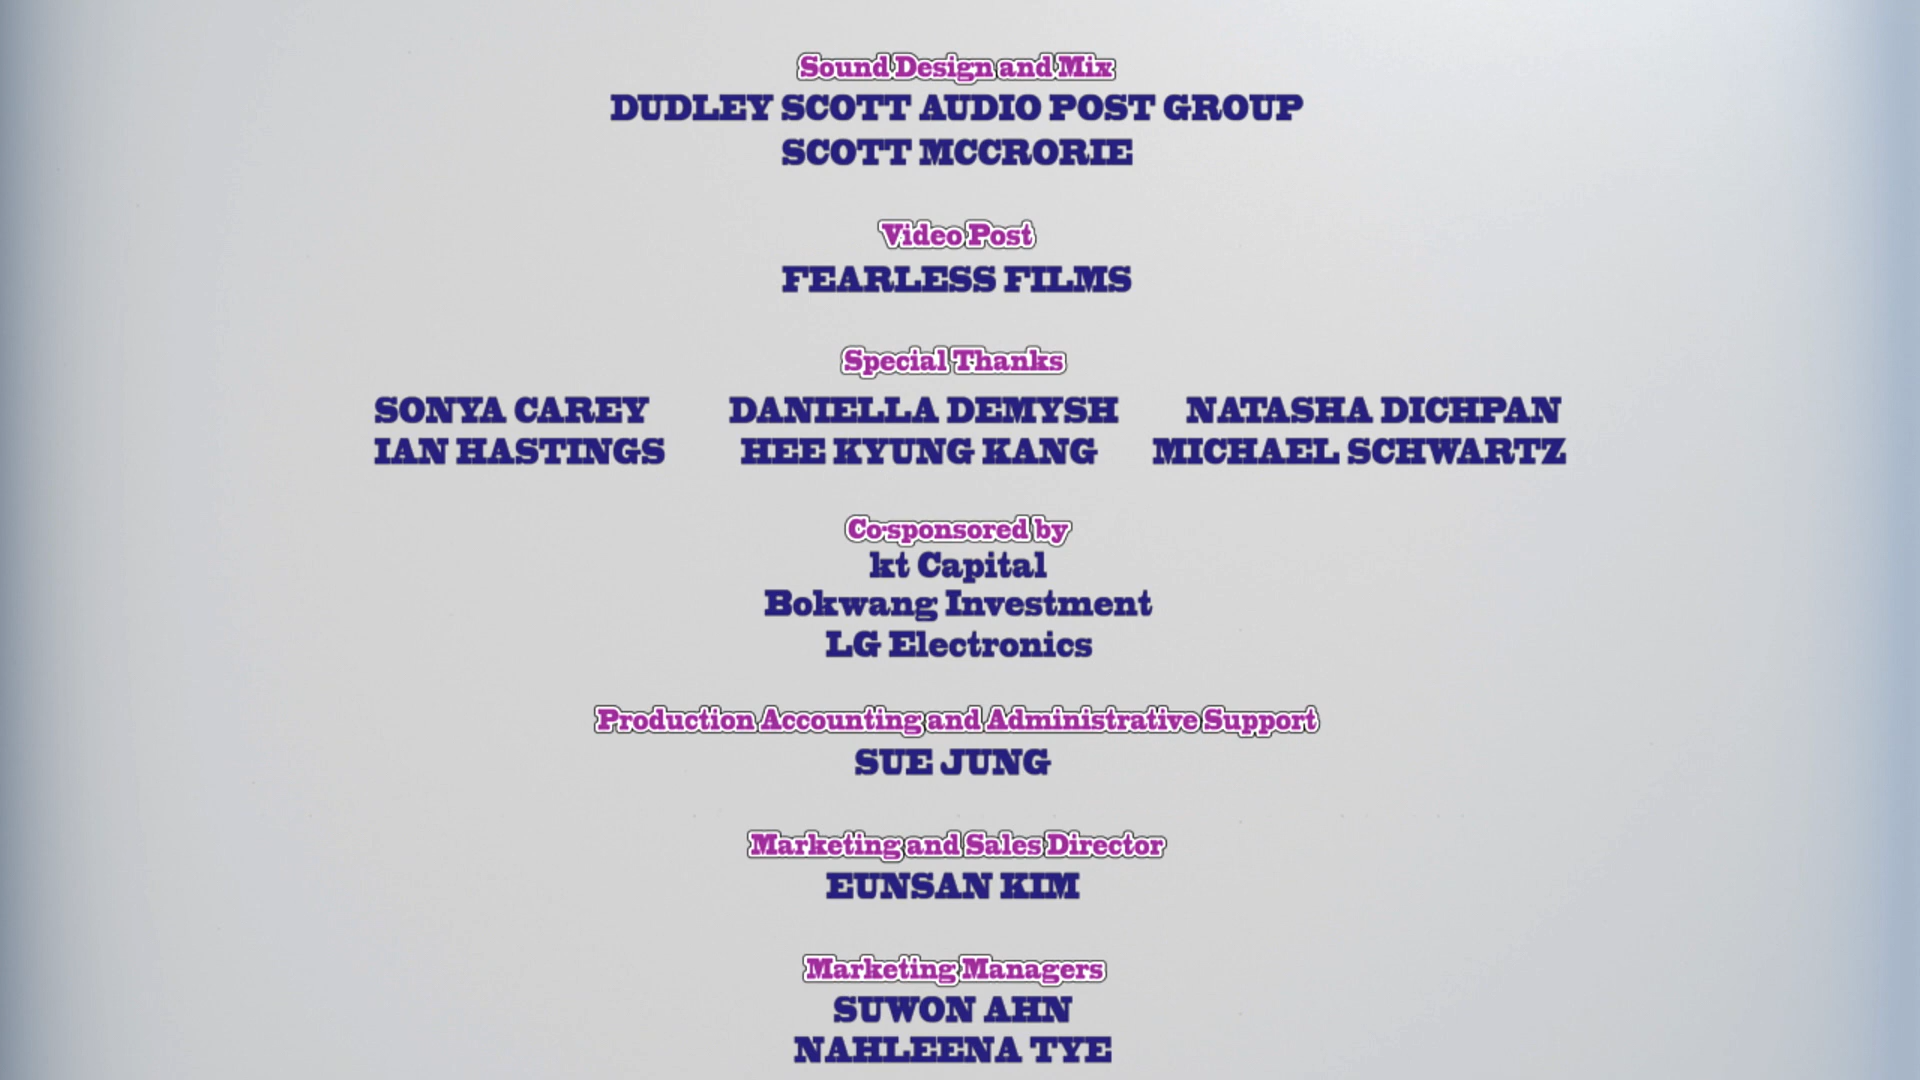 Sound Design and Mix
DUDLEY SCOTT AUDIO POST GROUP
SCOTT MCCRORIE
Video Post
FEARLESS FILMS
Special Thanks
SONYA CAREY DANIELLA DEMYSH NATASHA DICHPAN
IAN HASTINGS HEE KYUNG KANG MICHAEL SCHWARTZ
Co-sponsored by
kt Capital
Bokwang Investment
LG Electronics
Production Accounting and Administrative Support
SUE JUNG
Marketing and Sales Director
EUNSAN KIM
Marketing Managers
SUWON AHN
NAHLEENA TYE